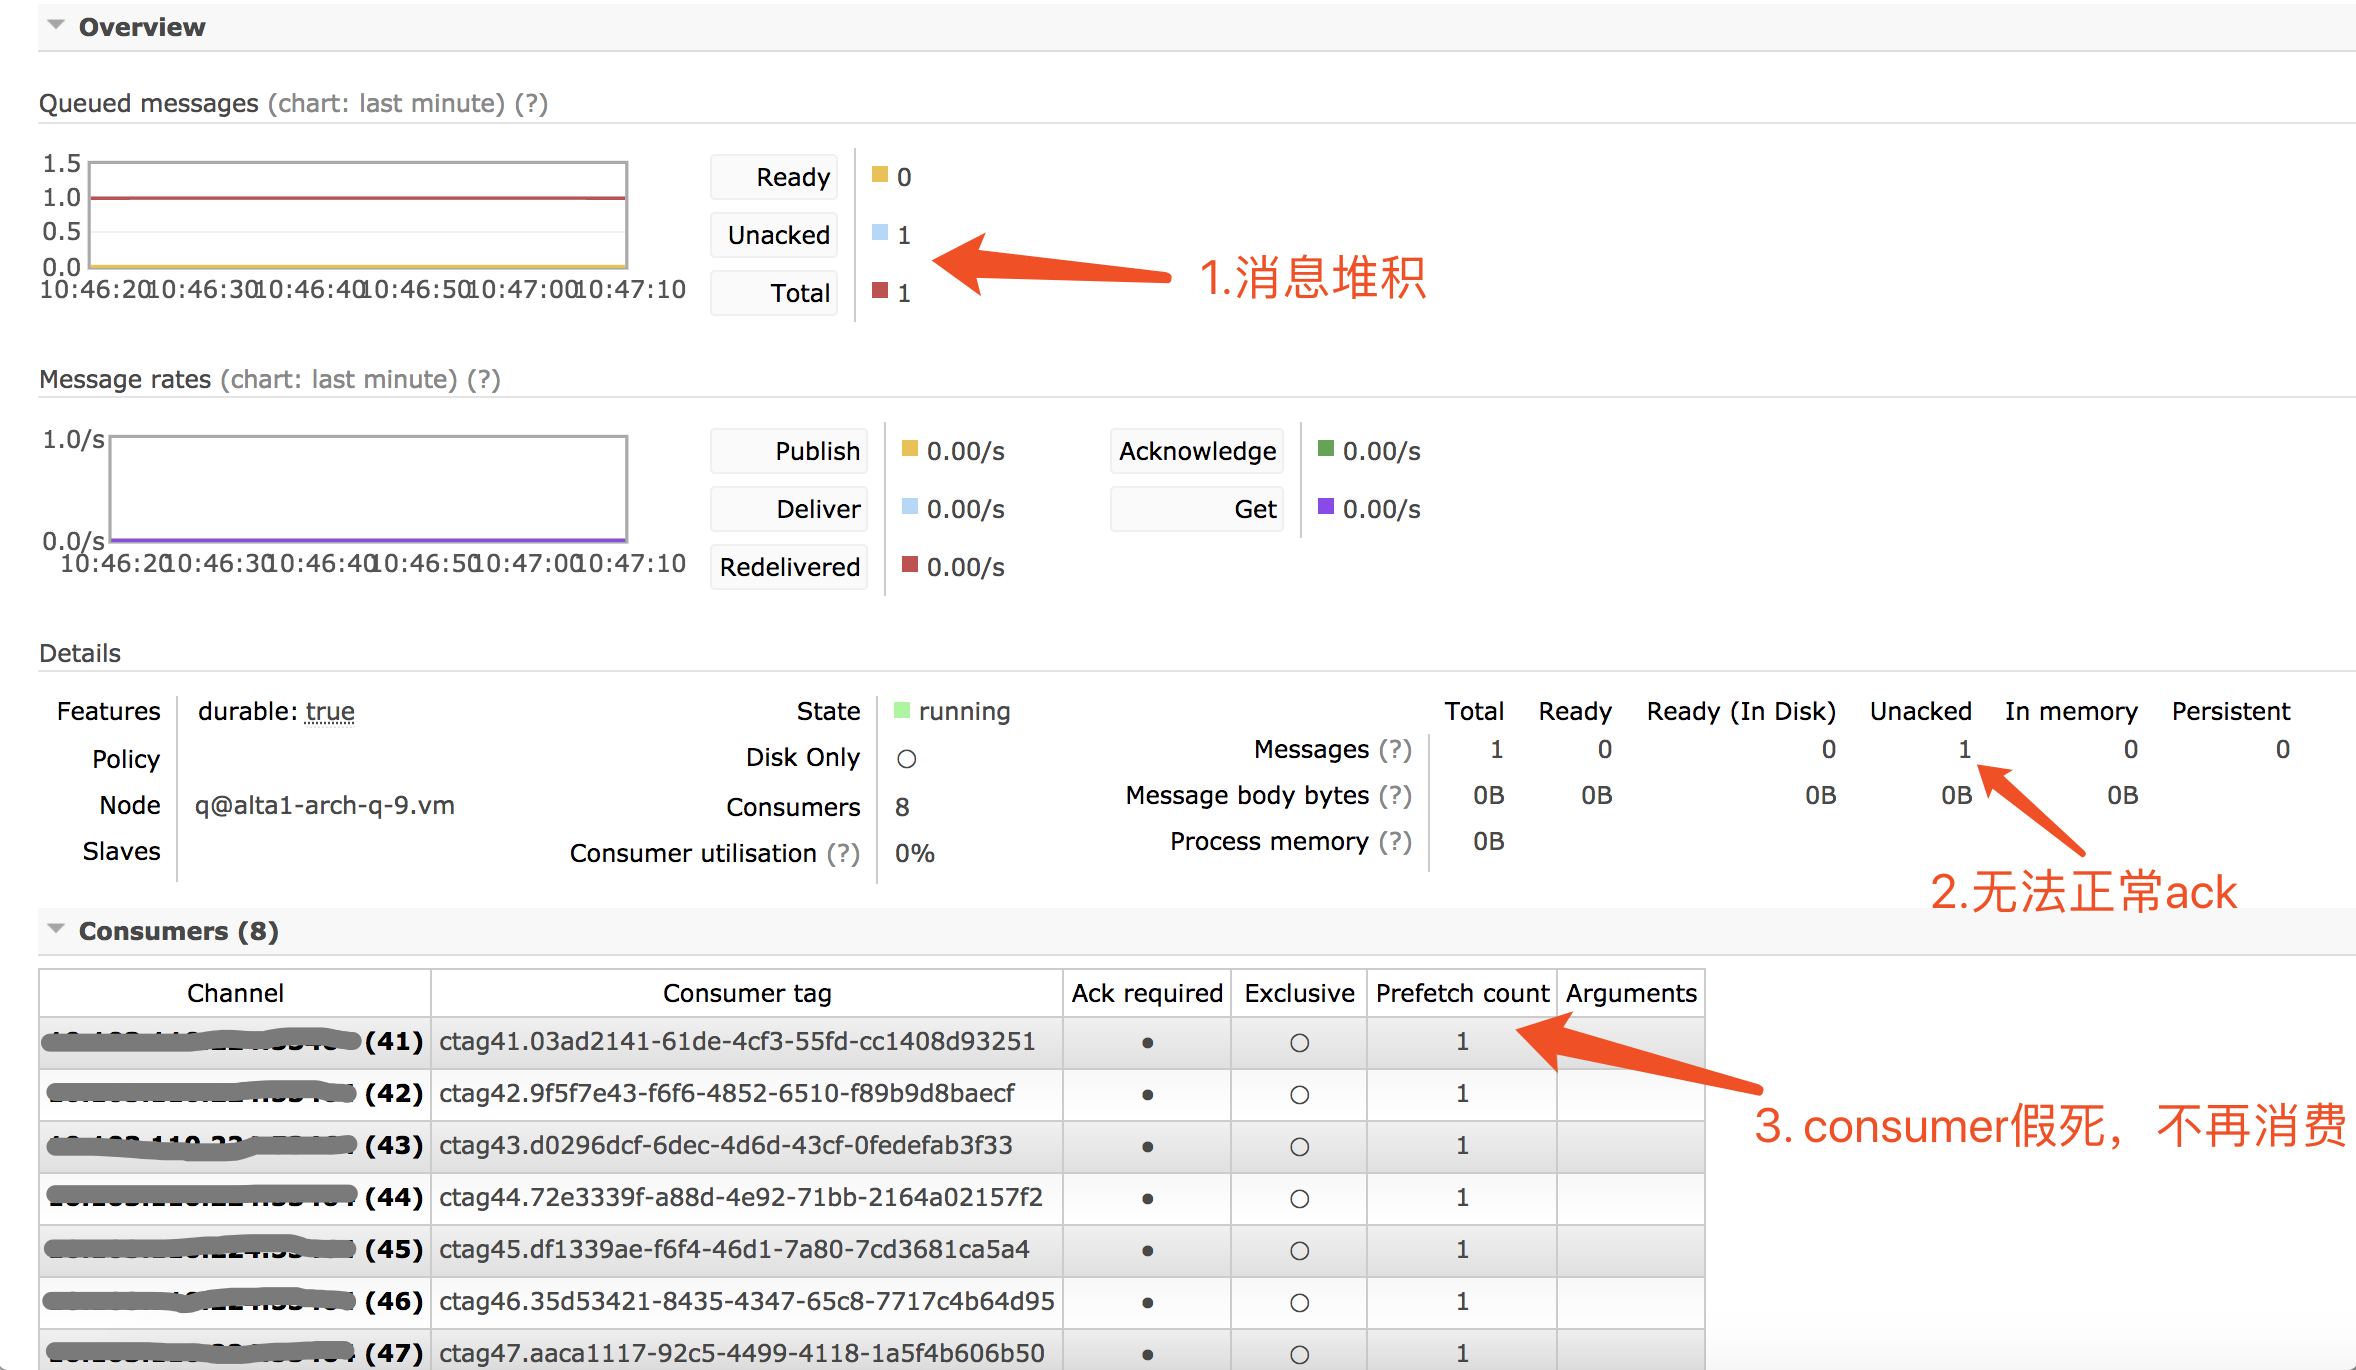 Overview
Queued messages (chart: last minute) (?)
1.5
1.0
0.5
0.0
10:46:20 10:46:30 10:46:40 10:46:50 10:47:00 10:47:10
Ready 0
Unacked 1
Total 1
1.消息堆积
Message rates (chart: last minute) (?)
1.0/s
0.0/s
10:46:20 10:46:30 10:46:40 10:46:50 10:47:00 10:47:10
Publish 0.00/s
Deliver 0.00/s
Redelivered 0.00/s
Acknowledge 0.00/s
Get 0.00/s
Details
Features durable: true
Policy
Node q@alta1-arch-q-9.vm
Slaves
State running
Disk Only
Consumers 8
Consumer utilisation (?) 0%
Total Ready Ready (In Disk) Unacked In memory Persistent
Messages (?) 1 0 0 1 0 0
Message body bytes (?) 0B 0B 0B 0B 0B
Process memory (?) 0B
2.无法正常ack
Consumers (8)
Channel Consumer tag Ack required Exclusive Prefetch count Arguments
(41) ctag41.03ad2141-61de-4cf3-55fd-cc1408d93251 ● ○ 1
(42) ctag42.9f5f7e43-f6f6-4852-6510-f89b9d8baecf ● ○ 1
(43) ctag43.d0296dcf-6dec-4d6d-43cf-0fedefab3f33 ● ○ 1
(44) ctag44.72e3339f-a88d-4e92-71bb-2164a02157f2 ● ○ 1
(45) ctag45.df1339ae-f6f4-46d1-7a80-7cd3681ca5a4 ● ○ 1
(46) ctag46.35d53421-8435-4347-65c8-7717c4b64d95 ● ○ 1
(47) ctag47.aaca1117-92c5-4499-4118-1a5f4b606b50 ● ○ 1
3. consumer假死，不再消费